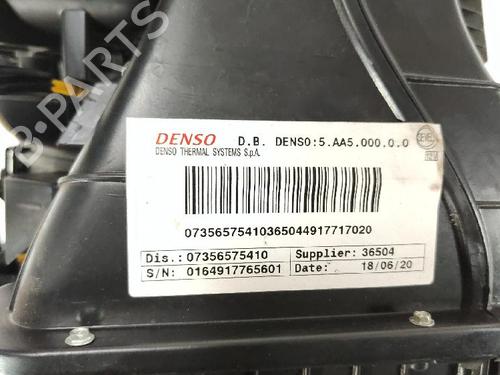 DENSO
DENSO THERMAL SYSTEMS S.p.A.
D.B. DENSO:5.AA5.000.0.0
07356575410365044917717020
Dis.: 07356575410
Supplier: 36504
S/N: 0164917765601
Date: 18/06/20
B-Parts